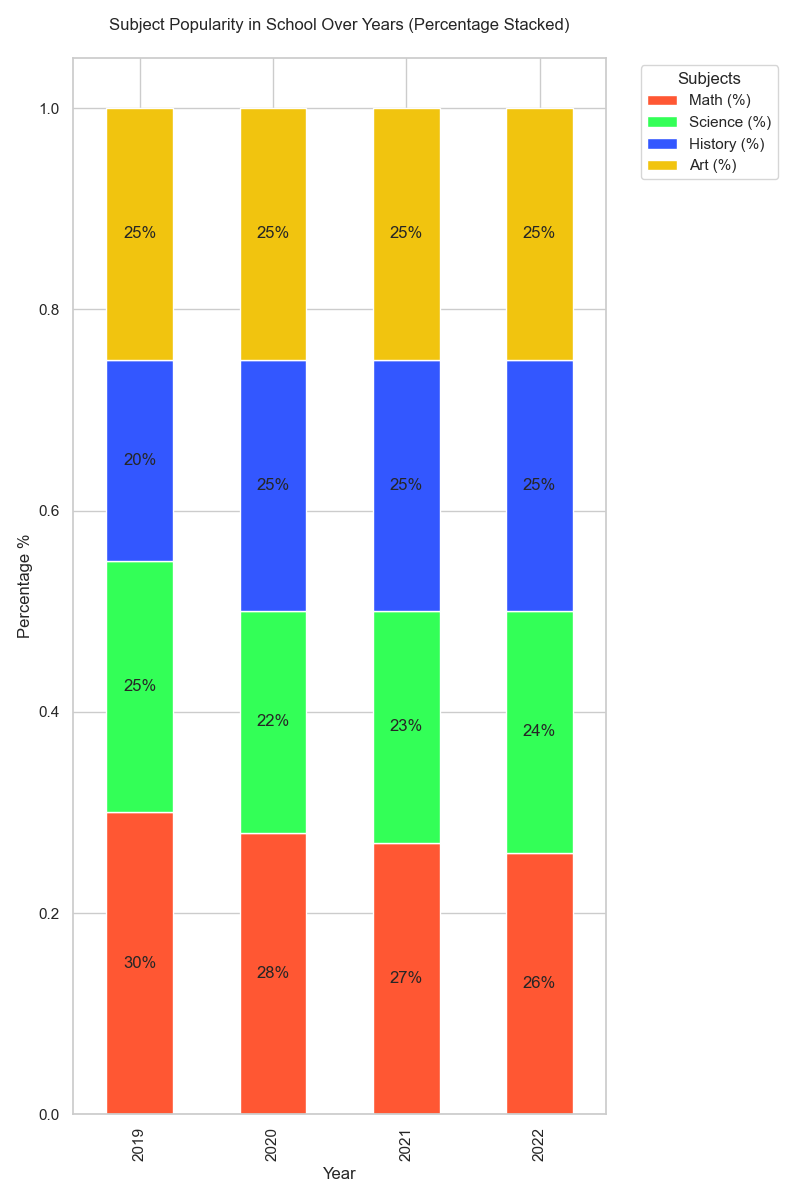 Subject Popularity in School Over Years (Percentage Stacked)
Subjects
Math (%)
Science (%)
History (%)
Art (%)
Percentage %
1.0
0.8
0.6
0.4
0.2
0.0
25% 25% 25% 25%
20% 25% 25% 25%
25% 22% 23% 24%
30% 28% 27% 26%
2019 2020 2021 2022
Year